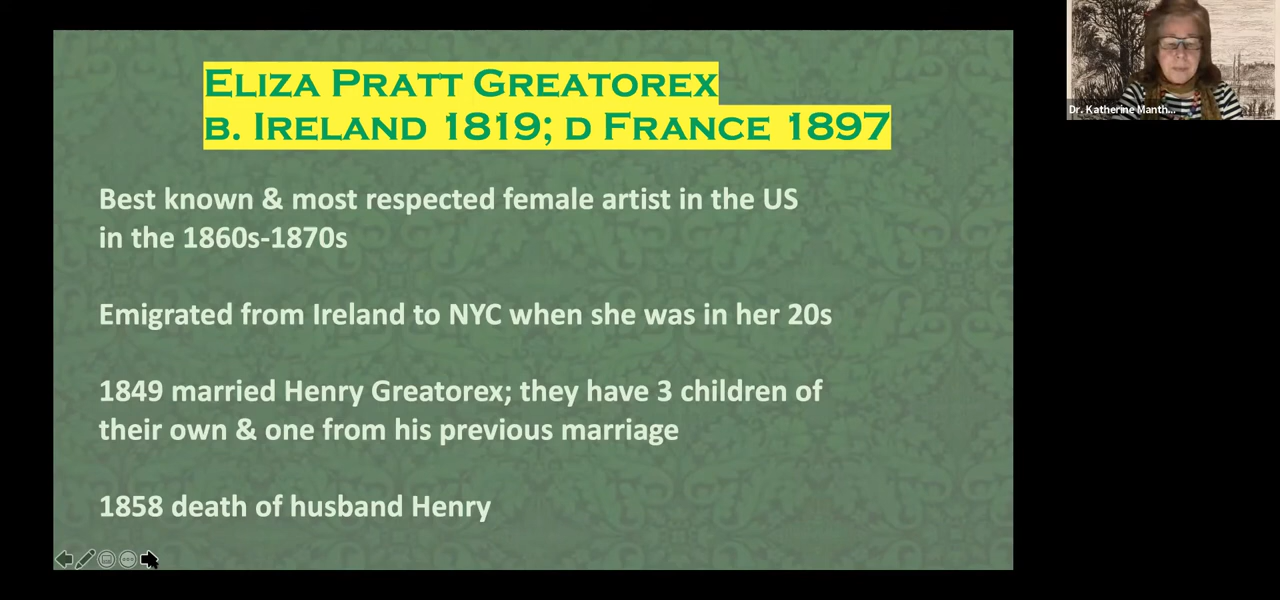 Eliza Pratt Greatorex
b. Ireland 1819; d France 1897
Best known & most respected female artist in the US
in the 1860s-1870s
Emigrated from Ireland to NYC when she was in her 20s
1849 married Henry Greatorex; they have 3 children of
their own & one from his previous marriage
1858 death of husband Henry
Dr. Katherine Manth...